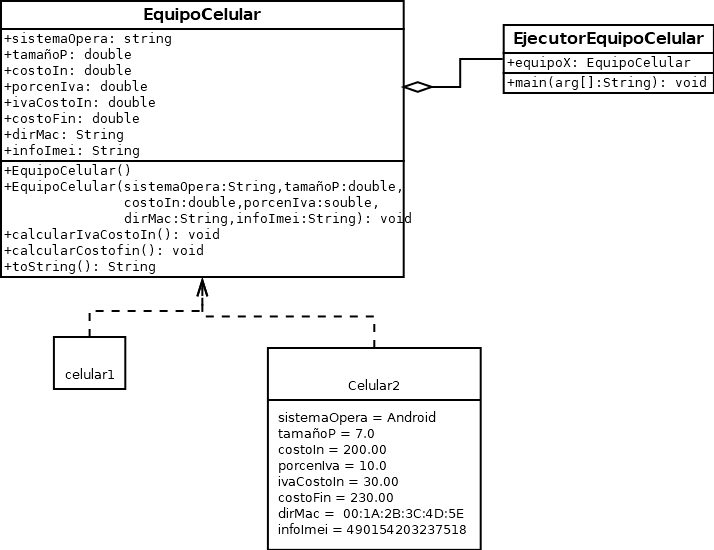 EquipoCelular
+sistemaOpera: string
+tamañoP: double
+costoIn: double
+porcenIva: double
+ivaCostoIn: double
+costoFin: double
+dirMac: String
+infoImei: String
+EquipoCelular()
+EquipoCelular(sistemaOpera:String,tamañoP:double,
costoIn:double,porcenIva:souble,
dirMac:String,infoImei:String): void
+calcularIvaCostoIn(): void
+calcularCostofin(): void
+toString(): String
EjecutorEquipoCelular
+equipoX: EquipoCelular
+main(arg[]:String): void
celular1
Celular2
sistemaOpera = Android
tamañoP = 7.0
costoIn = 200.00
porcenIva = 10.0
ivaCostoIn = 30.00
costoFin = 230.00
dirMac = 00:1A:2B:3C:4D:5E
infoImei = 490154203237518